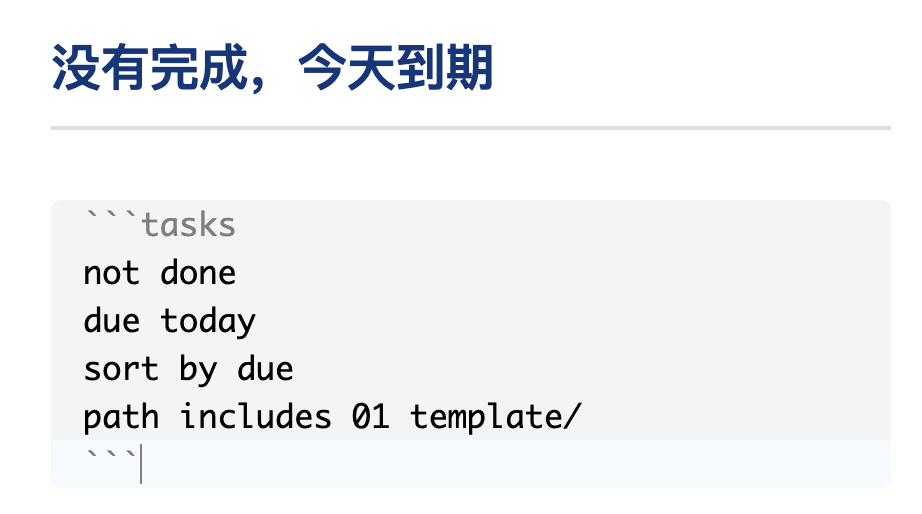 没有完成，今天到期
```tasks
not done
due today
sort by due
path includes 01 template/
```